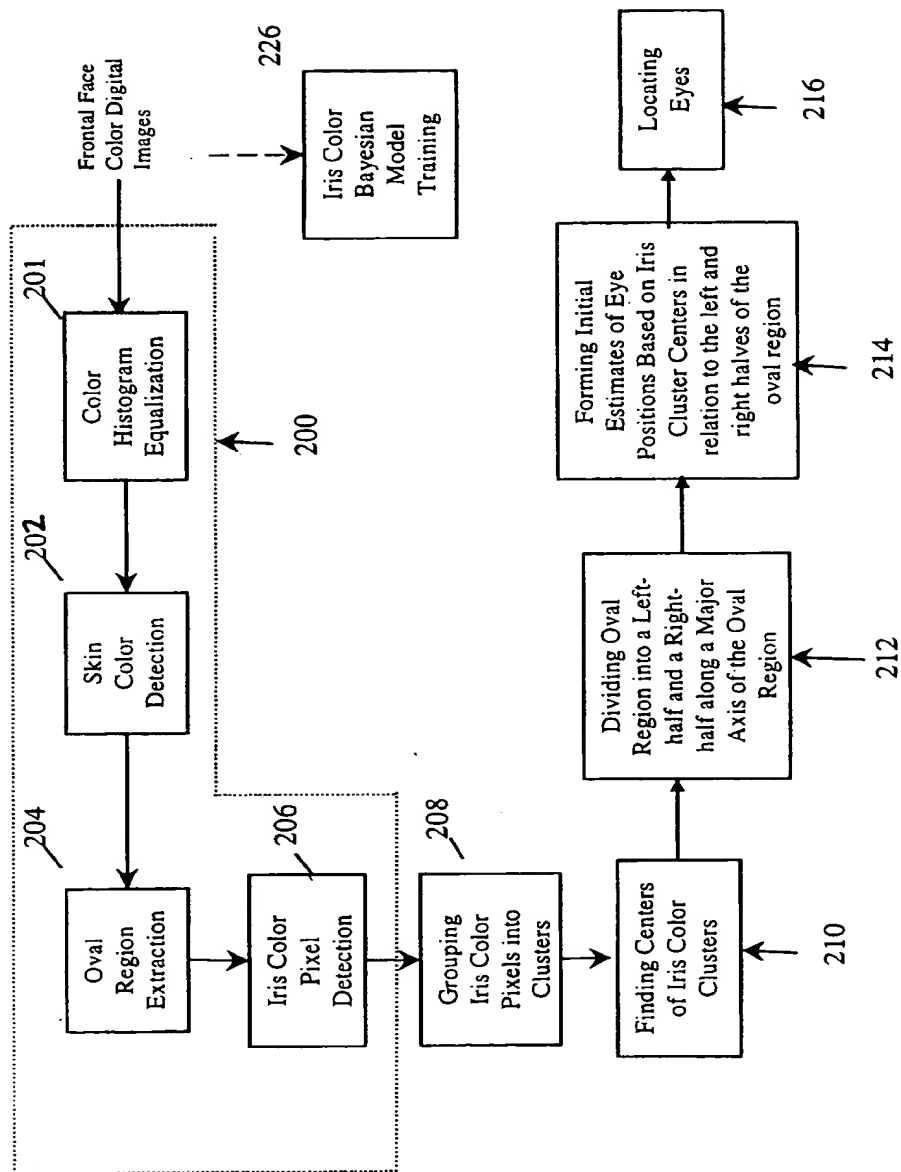 Frontal Face
Color Digital
Images
226
Iris Color
Bayesian
Model
Training
201
Color
Histogram
Equalization
200
202
Skin
Color
Detection
204
Oval
Region
Extraction
206
Iris Color
Pixel
Detection
208
Grouping
Iris Color
Pixels into
Clusters
Finding Centers
of Iris Color
Clusters
210
Dividing Oval
Region into a Left-
half and a Right-
half along a Major
Axis of the Oval
Region
212
Forming Initial
Estimates of Eye
Positions Based on Iris
Cluster Centers in
relation to the left and
right halves of the
oval region
214
Locating
Eyes
216